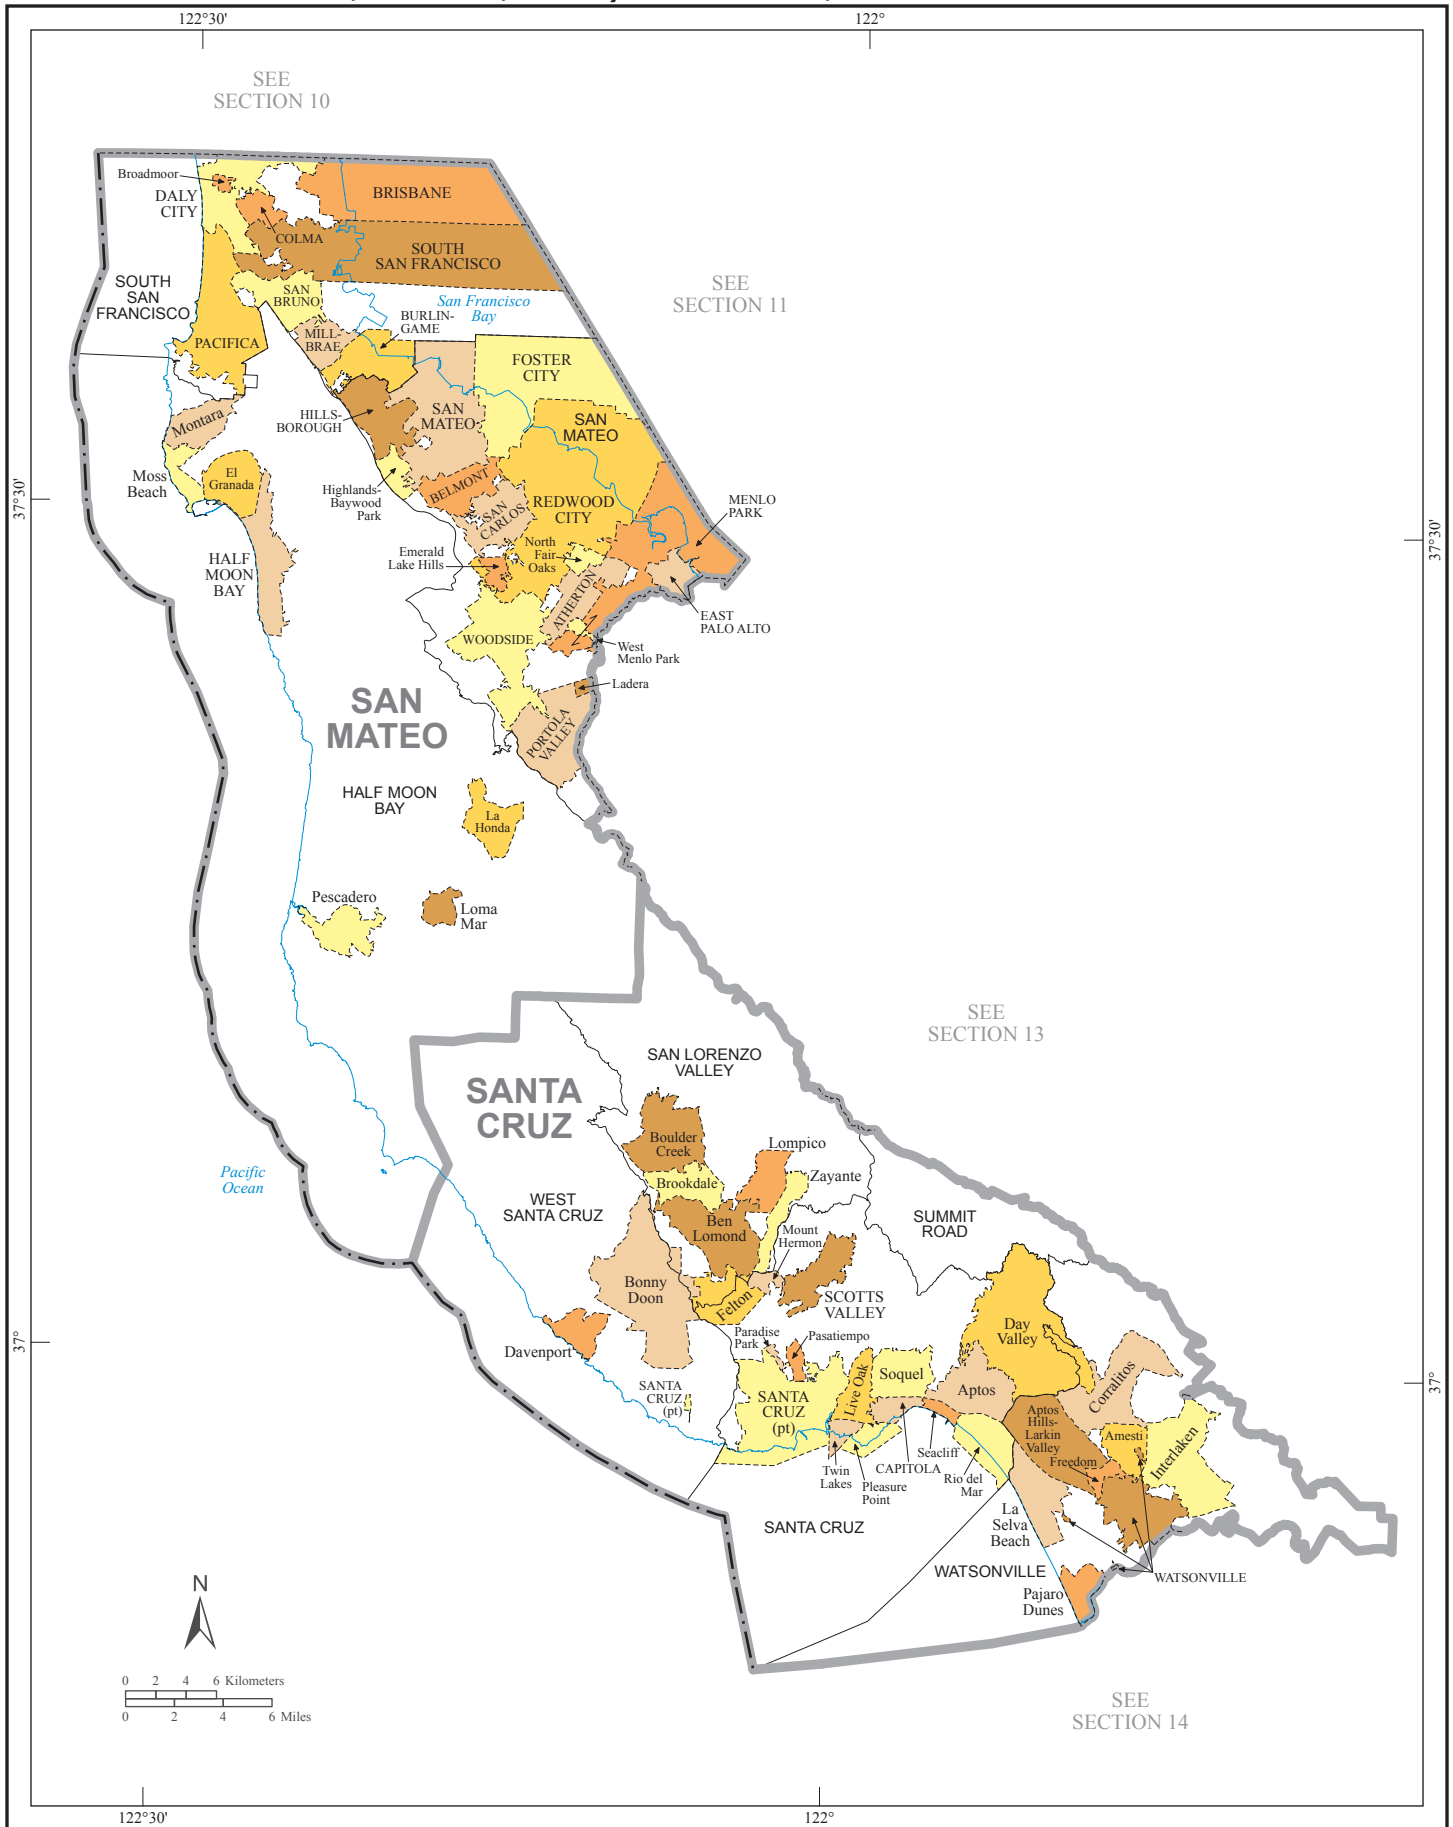 122°30'
122°
SEE
SECTION 10
Broadmoor
DALY
CITY
BRISBANE
COLMA
SOUTH
SAN FRANCISCO
SOUTH
SAN
FRANCISCO
SAN
BRUNO
San Francisco
Bay
SEE
SECTION 11
BURLIN-
GAME
MILL-
BRAE
PACIFICA
FOSTER
CITY
HILLS-
BOROUGH
SAN
MATEO
SAN
MATEO
Montara
Moss
Beach
El
Granada
Highlands-
Baywood
Park
BELMONT
SAN
CARLOS
REDWOOD
CITY
MENLO
PARK
37°30'
37°30'
HALF
MOON
BAY
Emerald
Lake Hills
North
Fair
Oaks
ATHERTON
EAST
PALO ALTO
WOODSIDE
West
Menlo Park
Ladera
PORTOLA
VALLEY
SAN
MATEO
HALF MOON
BAY
La
Honda
Pescadero
Loma
Mar
SEE
SECTION 13
SAN LORENZO
VALLEY
SANTA
CRUZ
Boulder
Creek
Lompico
Zayante
Brookdale
Pacific
Ocean
WEST
SANTA CRUZ
Ben
Lomond
Mount
Hermon
SUMMIT
ROAD
Bonny
Doon
Felton
SCOTTS
VALLEY
Day
Valley
Davenport
Paradise
Park
Pasatiempo
37°
37°
SANTA
CRUZ
(pt)
SANTA
CRUZ
(pt)
Live Oak
Soquel
Aptos
Corralitos
Aptos
Hills-
Larkin
Valley
Amesti
Interlaken
Freedom
Seacliff
CAPITOLA
Twin
Lakes
Pleasure
Point
Rio del
Mar
La
Selva
Beach
SANTA CRUZ
WATSONVILLE
WATSONVILLE
Pajaro
Dunes
N
0 2 4 6 Kilometers
0 2 4 6 Miles
SEE
SECTION 14
122°30'
122°